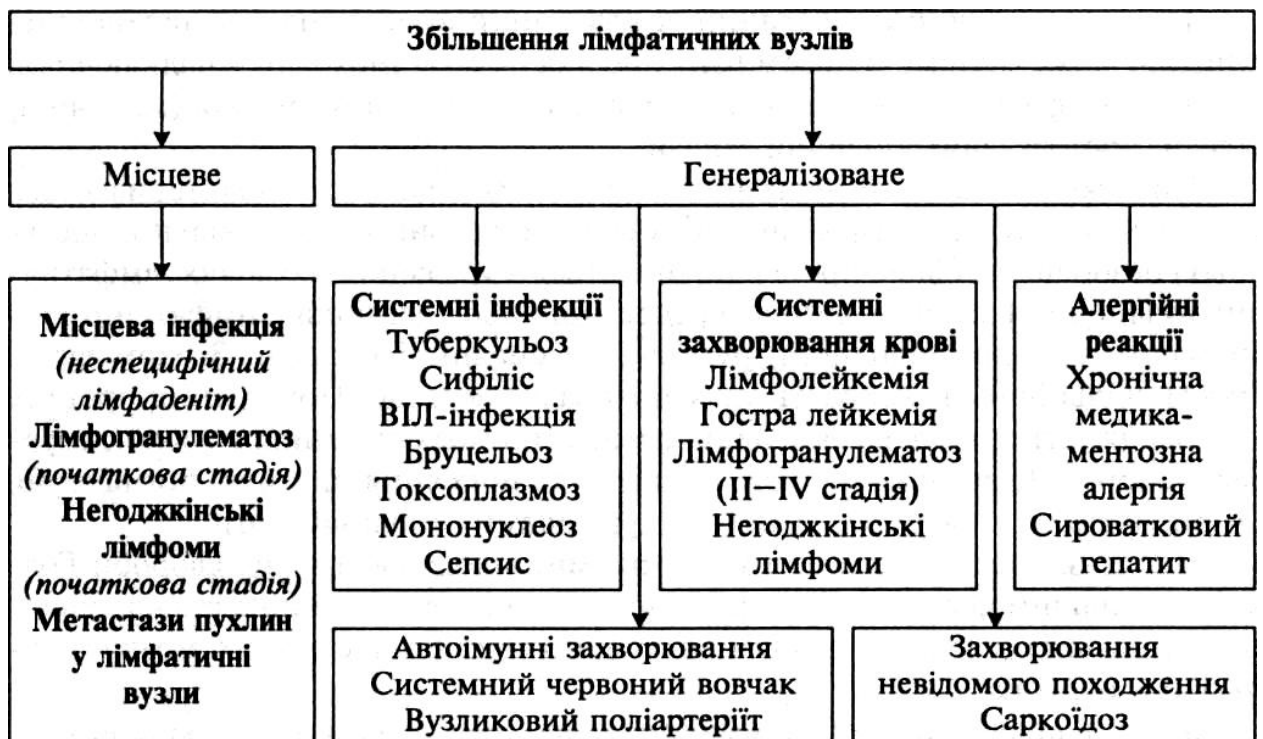 Збільшення лімфатичних вузлів
Місцеве
Генералізоване
Місцева інфекція
(неспецифічний
лімфаденіт)
Лімфогранулематоз
(початкова стадія)
Негоджкінські
лімфоми
(початкова стадія)
Метастази пухлин
у лімфатичні
вузли
Системні інфекції
Туберкульоз
Сифіліс
ВІЛ-інфекція
Бруцельоз
Токсоплазмоз
Мононуклеоз
Сепсис
Системні
захворювання крові
Лімфолейкемія
Гостра лейкемія
Лімфогранулематоз
(II—IV стадія)
Негоджкінські
лімфоми
Алергійні
реакції
Хронічна
медика-
ментозна
алергія
Сироватковий
гепатит
Автоімунні захворювання
Системний червоний вовчак
Вузликовий поліартеріїт
Захворювання
невідомого походження
Саркоїдоз